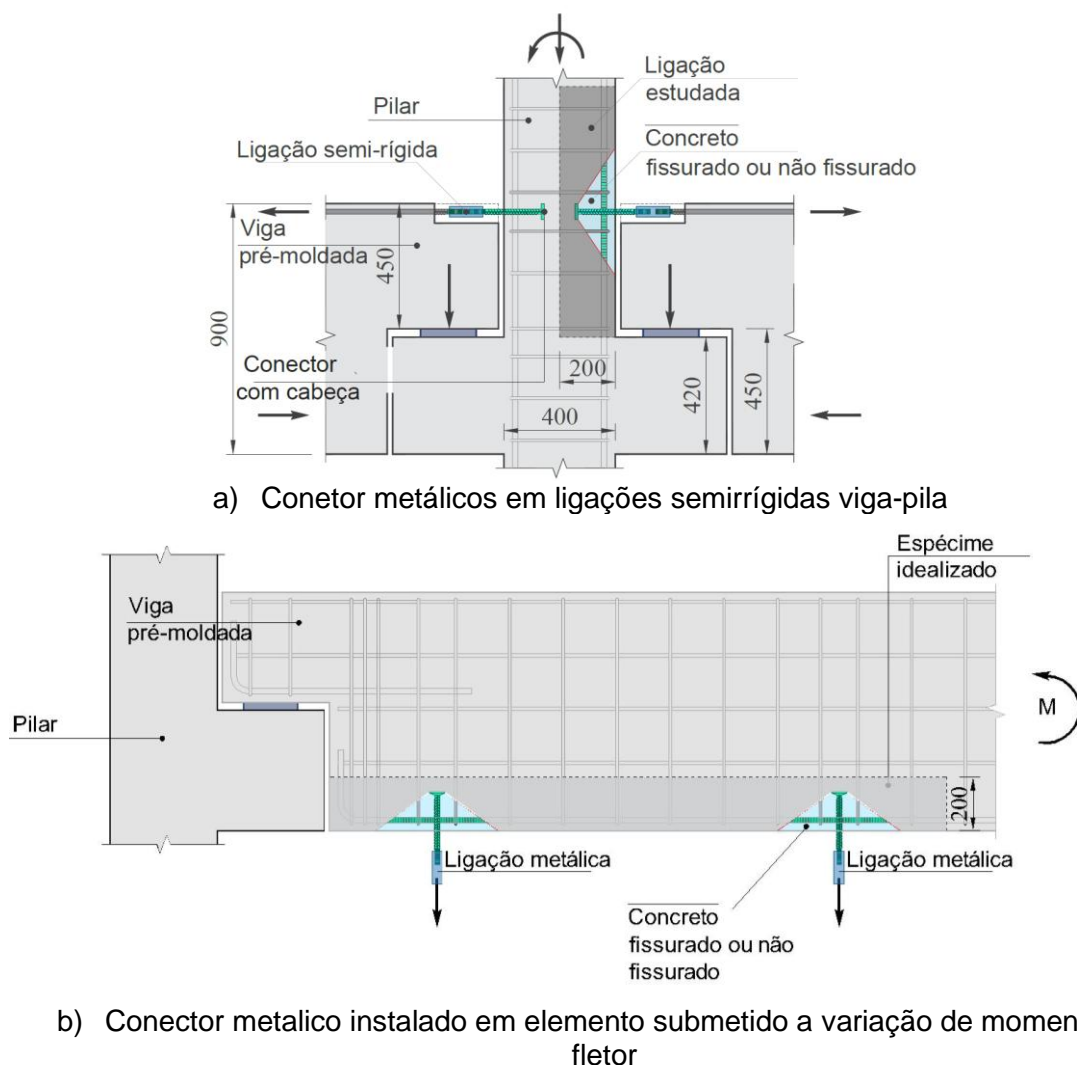 Ligação
estudada
Pilar
Concreto
fissurado ou não fissurado
Ligação semi-rígida
Viga
pré-moldada
450
900
Conector
com cabeça
200
400
420
450
a) Conetor metálicos em ligações semirrígidas viga-pila
Espécime
idealizado
Viga
pré-moldada
M
Pilar
200
Ligação metálica
Ligação metálica
Concreto
fissurado ou não
fissurado
b) Conector metalico instalado em elemento submetido a variação de momen
fletor